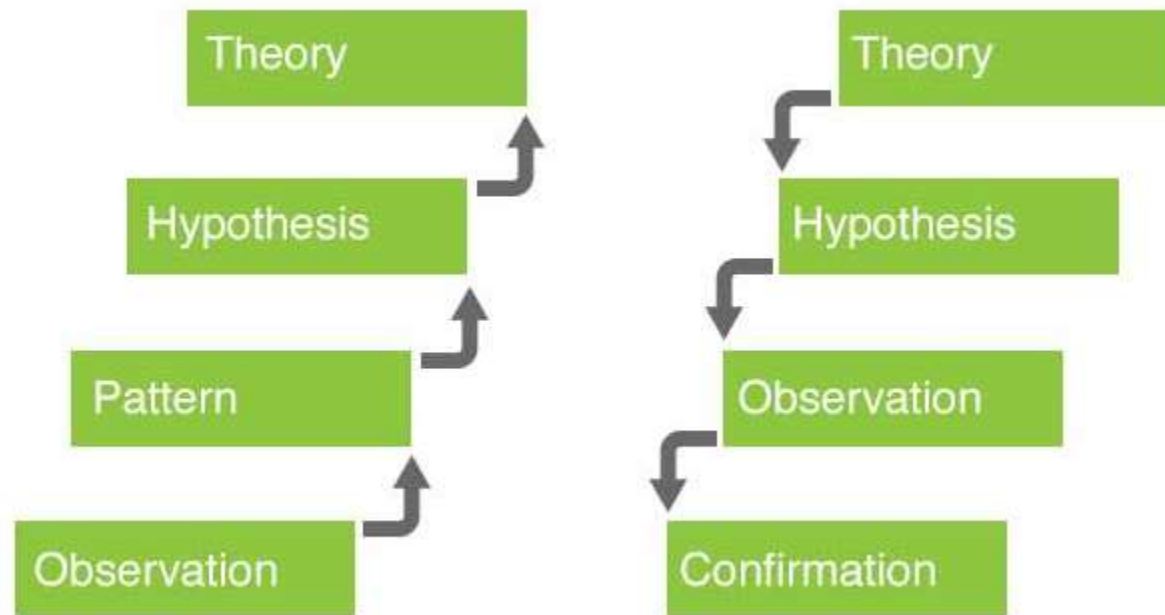 Theory
Hypothesis
Pattern
Observation
Theory
Hypothesis
Observation
Confirmation